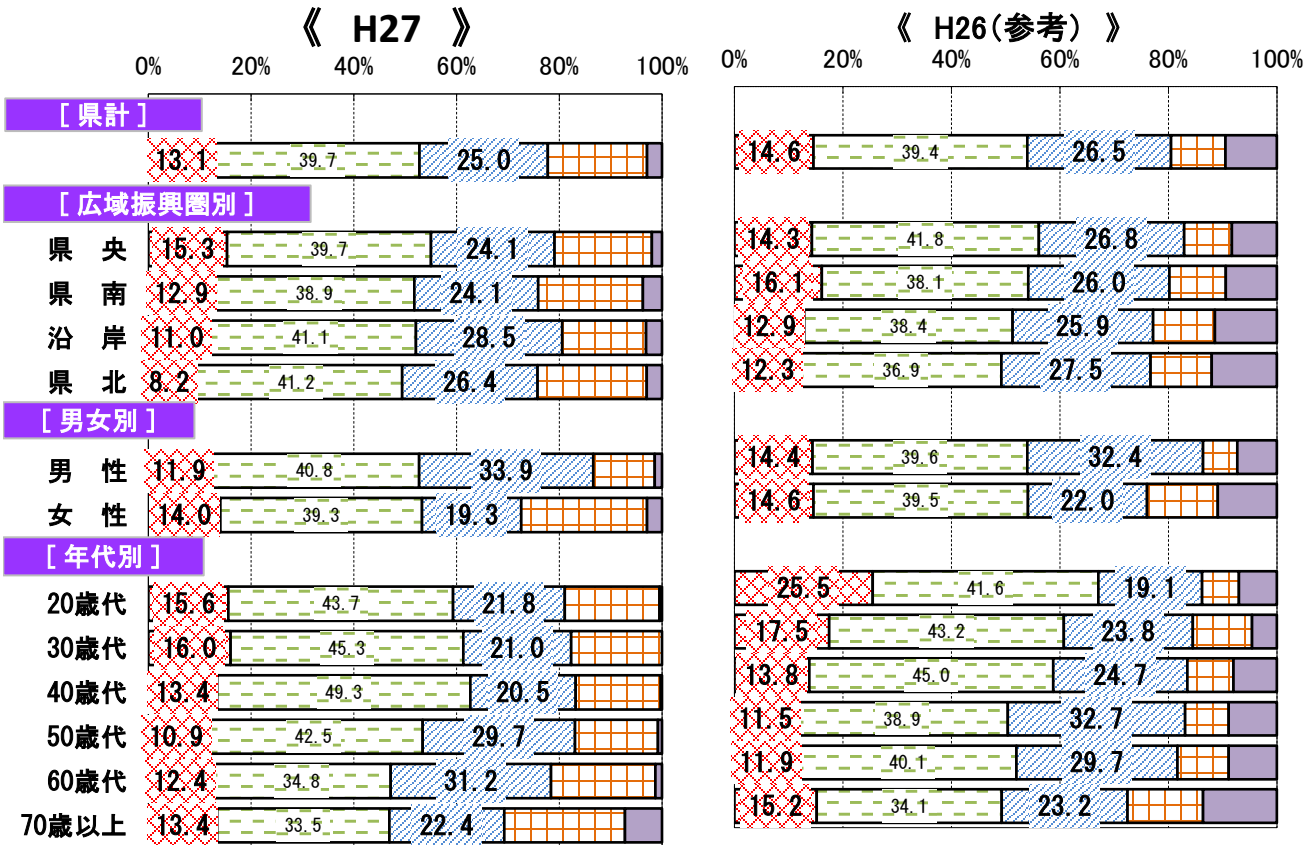 《 H27 》
0% 20% 40% 60% 80% 100%
[ 県計 ]
13.1 39.7 25.0
[ 広域振興圏別 ]
県 央 15.3 39.7 24.1
県 南 12.9 38.9 24.1
沿 岸 11.0 41.1 28.5
県 北 8.2 41.2 26.4
[ 男女別 ]
男 性 11.9 40.8 33.9
女 性 14.0 39.3 19.3
[ 年代別 ]
20歳代 15.6 43.7 21.8
30歳代 16.0 45.3 21.0
40歳代 13.4 49.3 20.5
50歳代 10.9 42.5 29.7
60歳代 12.4 34.8 31.2
70歳以上 13.4 33.5 22.4
《 H26(参考) 》
0% 20% 40% 60% 80% 100%
14.6 39.4 26.5
14.3 41.8 26.8
16.1 38.1 26.0
12.9 38.4 25.9
12.3 36.9 27.5
14.4 39.6 32.4
14.6 39.5 22.0
25.5 41.6 19.1
17.5 43.2 23.8
13.8 45.0 24.7
11.5 38.9 32.7
11.9 40.1 29.7
15.2 34.1 23.2